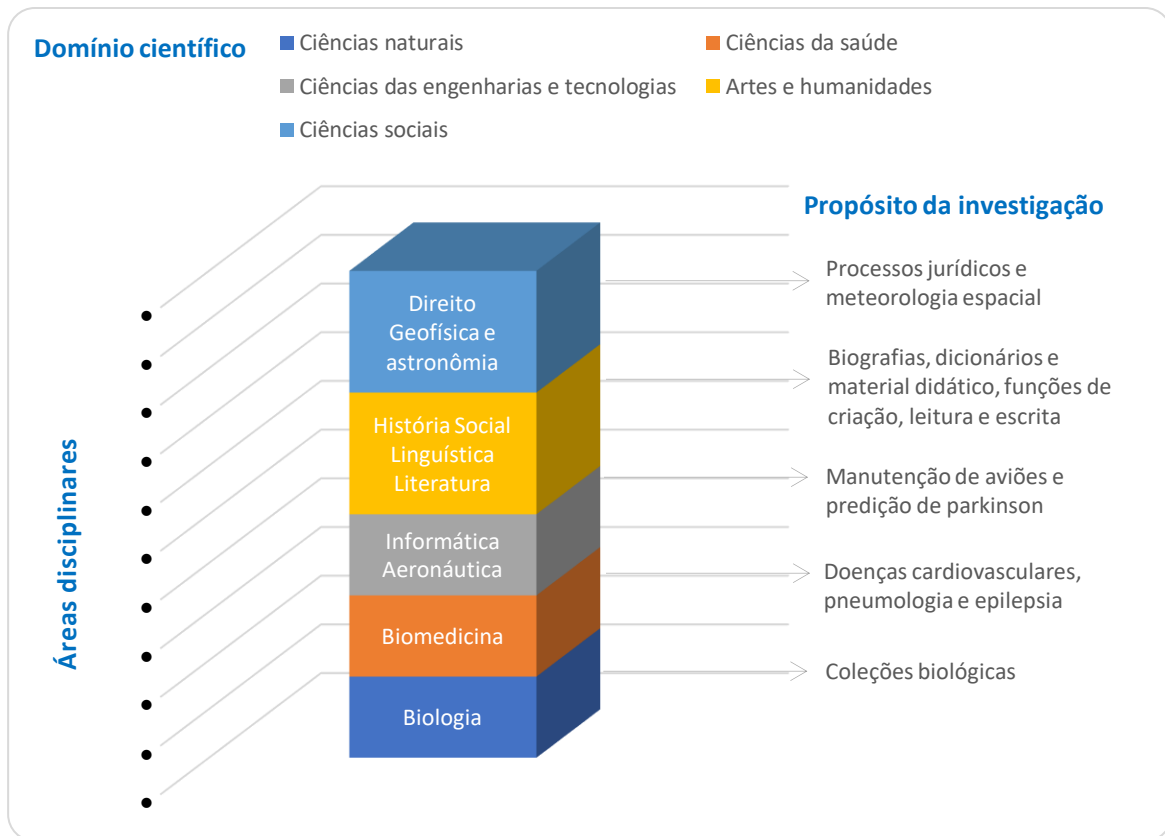 Domínio científico
Ciências naturais
Ciências da saúde
Ciências das engenharias e tecnologias
Artes e humanidades
Ciências sociais
Propósito da investigação
Áreas disciplinares
Direito
Geofísica e
astronômia
Processos jurídicos e
meteorologia espacial
História Social
Linguística
Literatura
Biografias, dicionários e
material didático, funções de
criação, leitura e escrita
Informática
Aeronáutica
Manutenção de aviões e
predição de parkinson
Biomedicina
Doenças cardiovasculares,
pneumologia e epilepsia
Biologia
Coleções biológicas